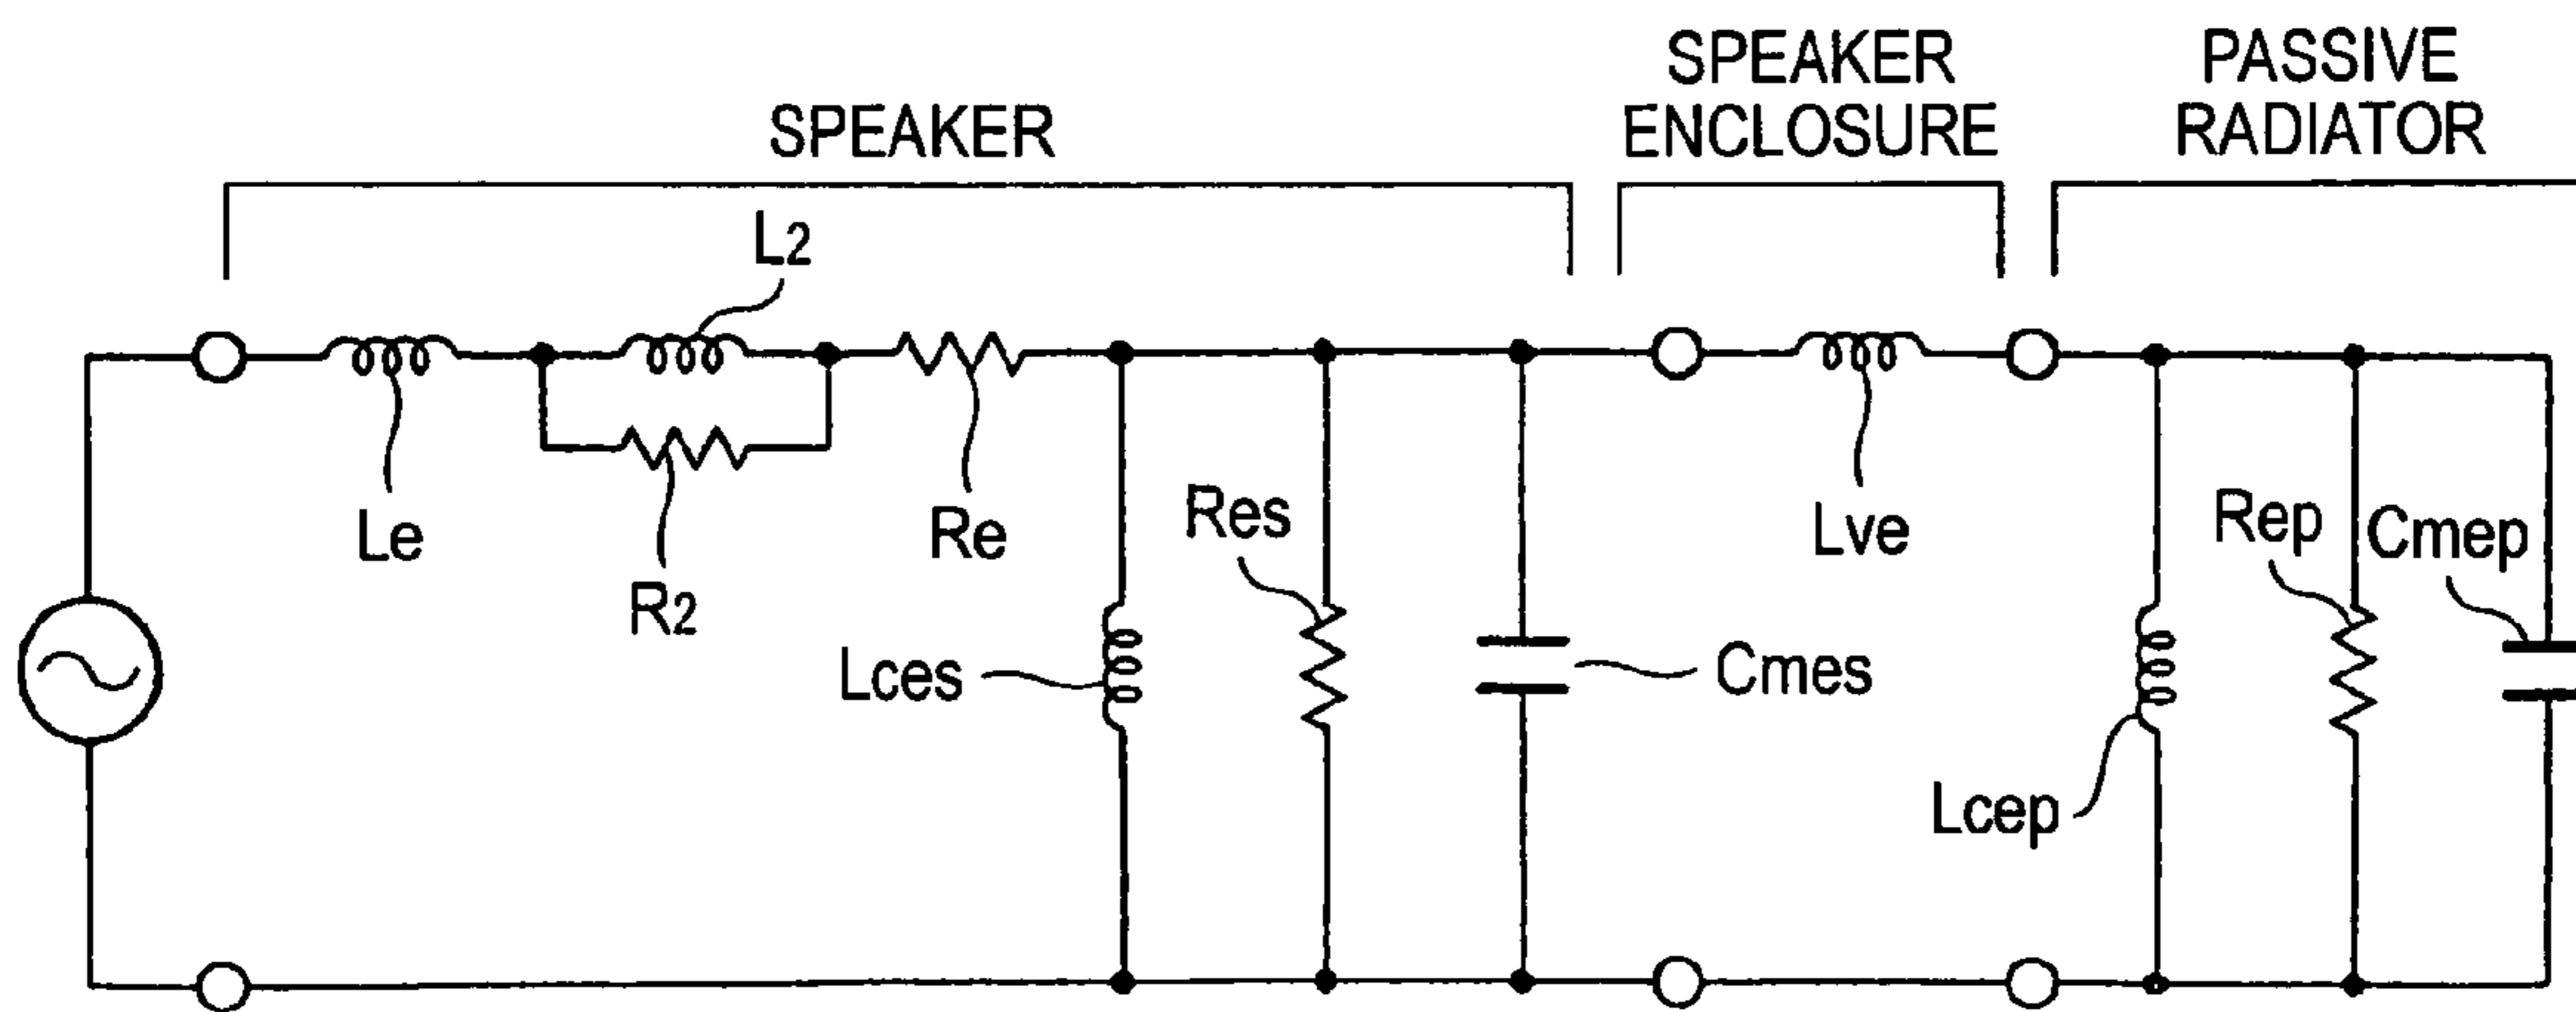 SPEAKER
SPEAKER
ENCLOSURE
PASSIVE
RADIATOR
L2
Le
R2
Re
Lces
Res
Cmes
Lve
Lcep
Rep
Cmep